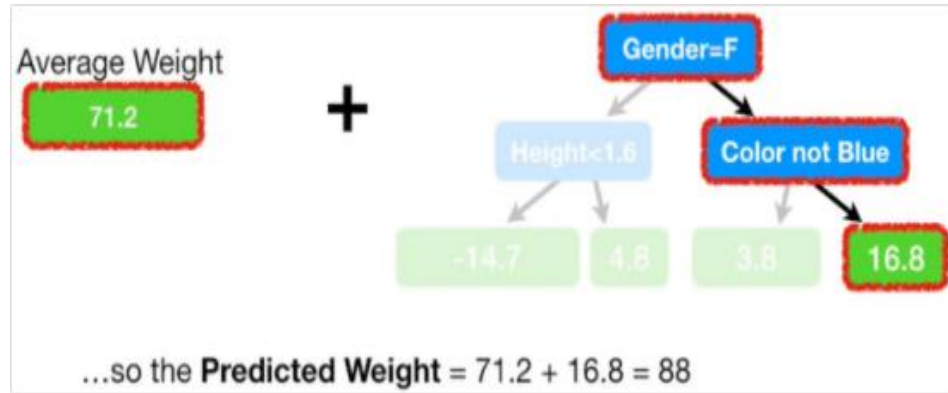 Gender=F
Average Weight
71.2
+
Height<1.6
Color not Blue
-14.7
4.8
3.8
16.8
...so the Predicted Weight = 71.2 + 16.8 = 88